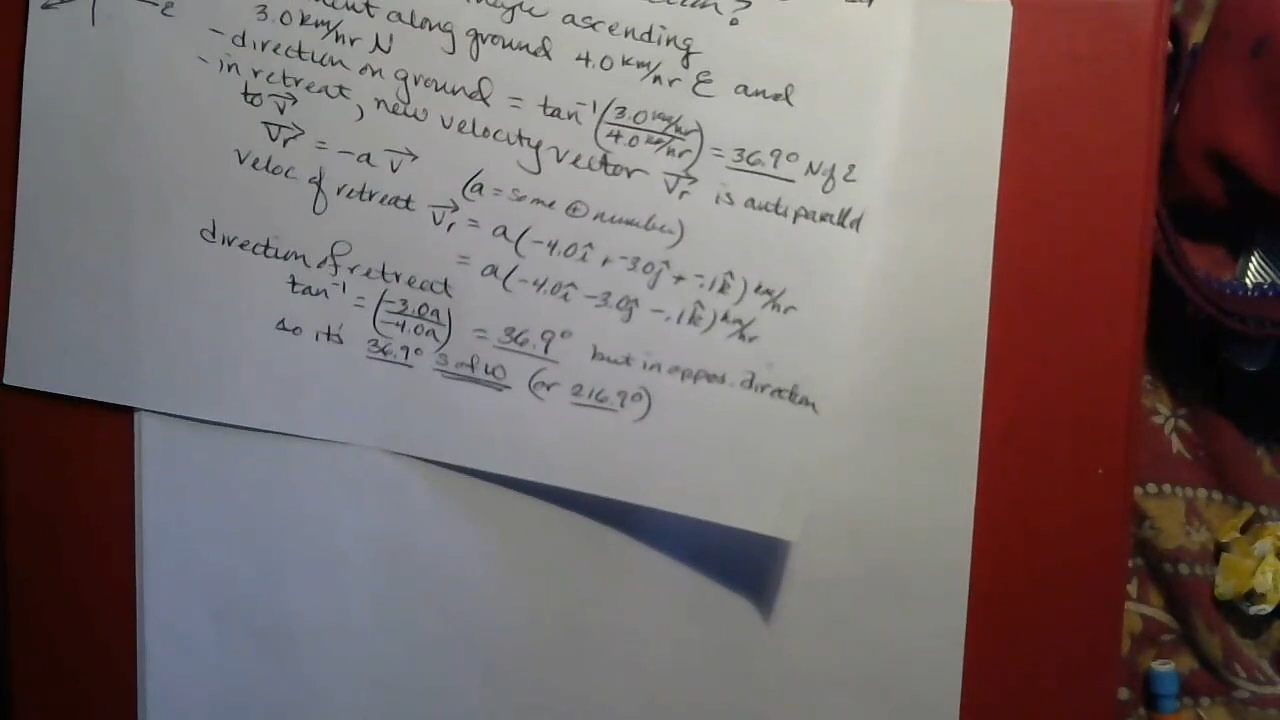 ascending
along ground 4.0 km/hr E and
3.0 km/hr N
- direction on ground = tan⁻¹(3.0 km/hr / 4.0 km/hr) = 36.9° N of E
- in retreat, new velocity vector v⃗r is antiparallel
to v⃗
v⃗r = -a v⃗ (a = some ⊕ number)
veloc of retreat v⃗r = a(-4.0î + -3.0ĵ + -.1k̂) km/hr
= a(-4.0î - 3.0ĵ - .1k̂) km/hr
direction of retreat
tan⁻¹ = (-3.0a / -4.0a) = 36.9° but in oppos. direction
so it's 36.9° S of W (or 216.9°)